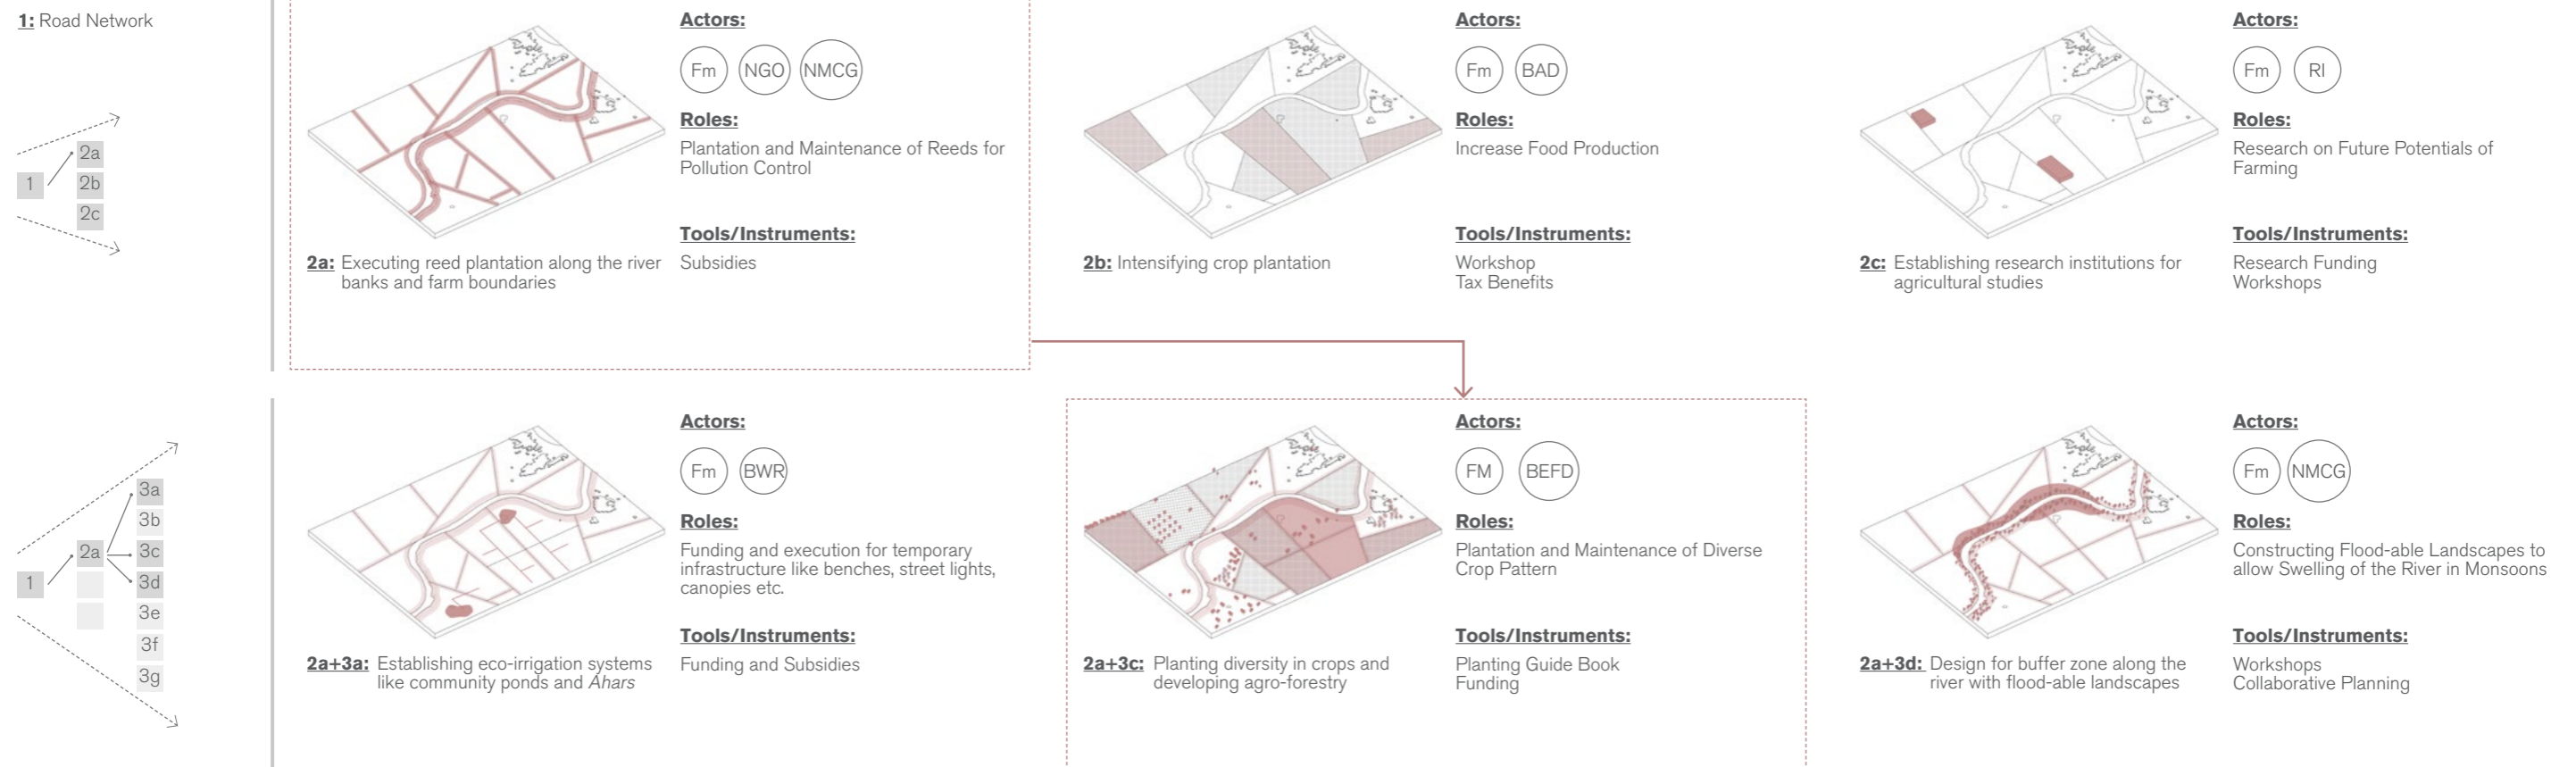 1: Road Network
1
2a
2b
2c
2a: Executing reed plantation along the river
banks and farm boundaries
Actors:
Fm NGO NMCG
Roles:
Plantation and Maintenance of Reeds for
Pollution Control
Tools/Instruments:
Subsidies
2b: Intensifying crop plantation
Actors:
Fm BAD
Roles:
Increase Food Production
Tools/Instruments:
Workshop
Tax Benefits
2c: Establishing research institutions for
agricultural studies
Actors:
Fm RI
Roles:
Research on Future Potentials of
Farming
Tools/Instruments:
Research Funding
Workshops
1
2a
3a
3b
3c
3d
3e
3f
3g
2a+3a: Establishing eco-irrigation systems
like community ponds and Ahars
Actors:
Fm BWR
Roles:
Funding and execution for temporary
infrastructure like benches, street lights,
canopies etc.
Tools/Instruments:
Funding and Subsidies
2a+3c: Planting diversity in crops and
developing agro-forestry
Actors:
FM BEFD
Roles:
Plantation and Maintenance of Diverse
Crop Pattern
Tools/Instruments:
Planting Guide Book
Funding
2a+3d: Design for buffer zone along the
river with flood-able landscapes
Actors:
Fm NMCG
Roles:
Constructing Flood-able Landscapes to
allow Swelling of the River in Monsoons
Tools/Instruments:
Workshops
Collaborative Planning